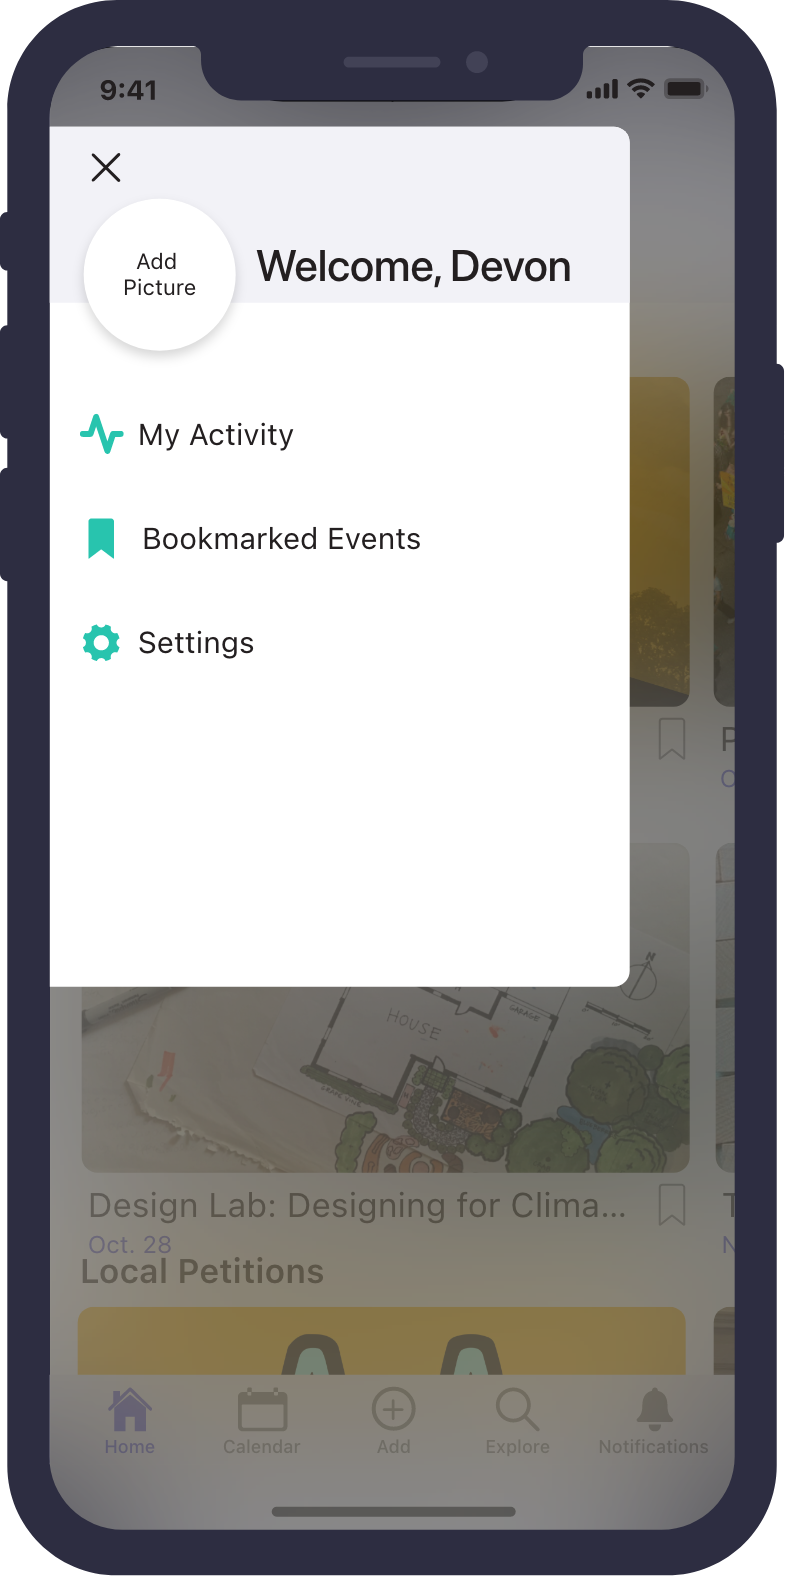 9:41
Add
Picture
Welcome, Devon
My Activity
Bookmarked Events
Settings
P
O
N
HOUSE
GARAGE
Design Lab: Designing for Clima...
T
Oct. 28
N
Local Petitions
Home
Calendar
Add
Explore
Notifications